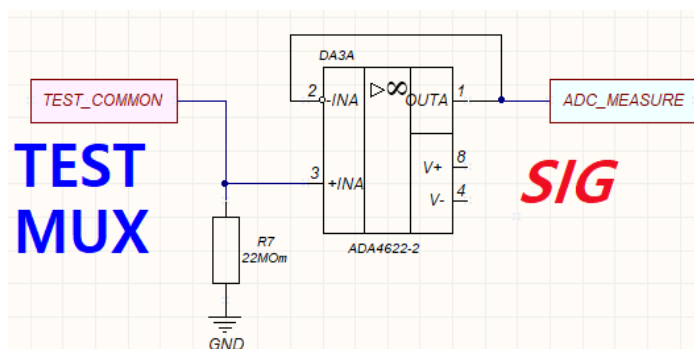 DA3A
TEST_COMMON
2
-INA
OUTA
1
ADC_MEASURE
3
+INA
V+
8
V-
4
TEST
MUX
SIG
R7
22MOm
ADA4622-2
GND